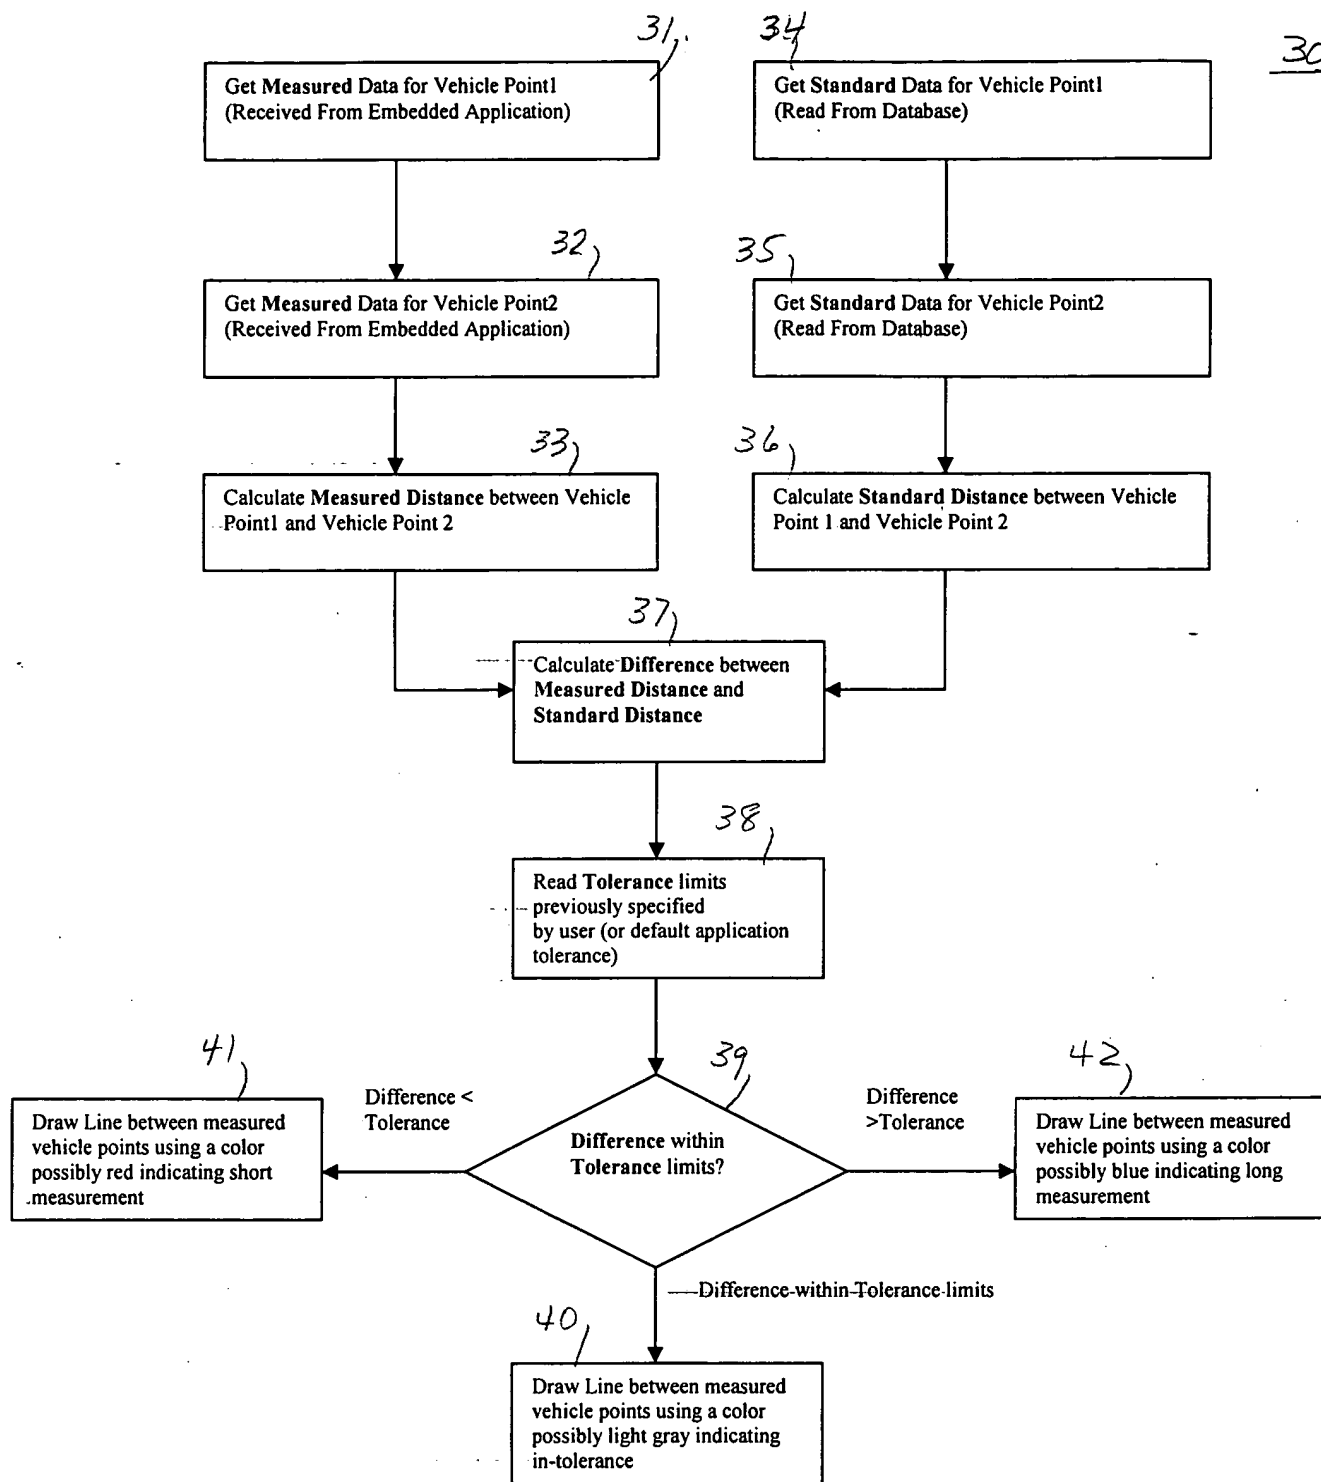 31
34
30
Get Measured Data for Vehicle Point1
(Received From Embedded Application)
Get Standard Data for Vehicle Point1
(Read From Database)
32
35
Get Measured Data for Vehicle Point2
(Received From Embedded Application)
Get Standard Data for Vehicle Point2
(Read From Database)
33
36
Calculate Measured Distance between Vehicle
Point1 and Vehicle Point 2
Calculate Standard Distance between Vehicle
Point 1 and Vehicle Point 2
37
Calculate Difference between
Measured Distance and
Standard Distance
38
Read Tolerance limits
previously specified
by user (or default application
tolerance)
39
41
42
Difference <
Tolerance
Difference
>Tolerance
Difference within
Tolerance limits?
Draw Line between measured
vehicle points using a color
possibly red indicating short
measurement
Draw Line between measured
vehicle points using a color
possibly blue indicating long
measurement
Difference within Tolerance limits
40
Draw Line between measured
vehicle points using a color
possibly light gray indicating
in-tolerance